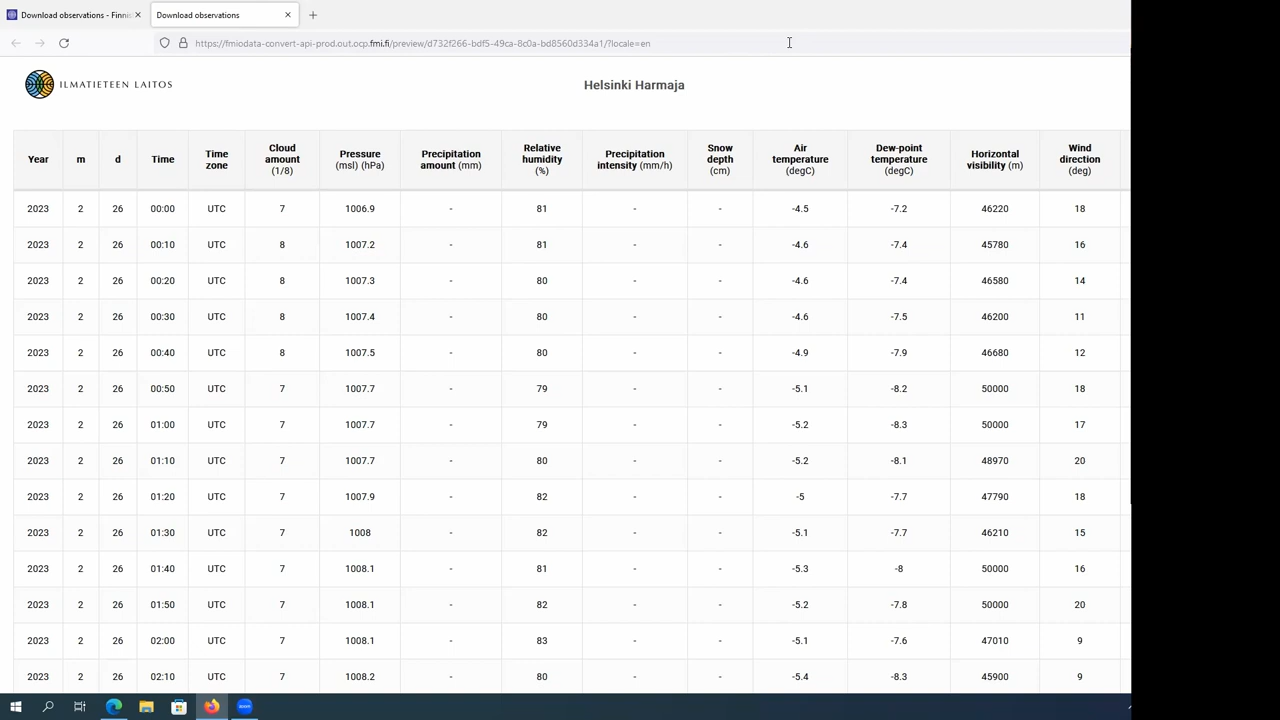 Download observations - Finnis
Download observations
https://fmiodata-convert-api-prod.out.ocp.fmi.fi/preview/d732f266-bdf5-49ca-8c0a-bd8560d334a1/?locale=en
ILMATIETEEN LAITOS
Helsinki Harmaja
Year m d Time Time zone Cloud amount (1/8) Pressure (msl) (hPa) Precipitation amount (mm) Relative humidity (%) Precipitation intensity (mm/h) Snow depth (cm) Air temperature (degC) Dew-point temperature (degC) Horizontal visibility (m) Wind direction (deg)
2023 2 26 00:00 UTC 7 1006.9 - 81 - - -4.5 -7.2 46220 18
2023 2 26 00:10 UTC 8 1007.2 - 81 - - -4.6 -7.4 45780 16
2023 2 26 00:20 UTC 8 1007.3 - 80 - - -4.6 -7.4 46580 14
2023 2 26 00:30 UTC 8 1007.4 - 80 - - -4.6 -7.5 46200 11
2023 2 26 00:40 UTC 8 1007.5 - 80 - - -4.9 -7.9 46680 12
2023 2 26 00:50 UTC 7 1007.7 - 79 - - -5.1 -8.2 50000 18
2023 2 26 01:00 UTC 7 1007.7 - 79 - - -5.2 -8.3 50000 17
2023 2 26 01:10 UTC 7 1007.7 - 80 - - -5.2 -8.1 48970 20
2023 2 26 01:20 UTC 7 1007.9 - 82 - - -5 -7.7 47790 18
2023 2 26 01:30 UTC 7 1008 - 82 - - -5.1 -7.7 46210 15
2023 2 26 01:40 UTC 7 1008.1 - 81 - - -5.3 -8 50000 16
2023 2 26 01:50 UTC 7 1008.1 - 82 - - -5.2 -7.8 50000 20
2023 2 26 02:00 UTC 7 1008.1 - 83 - - -5.1 -7.6 47010 9
2023 2 26 02:10 UTC 7 1008.2 - 80 - - -5.4 -8.3 45900 9
zoom